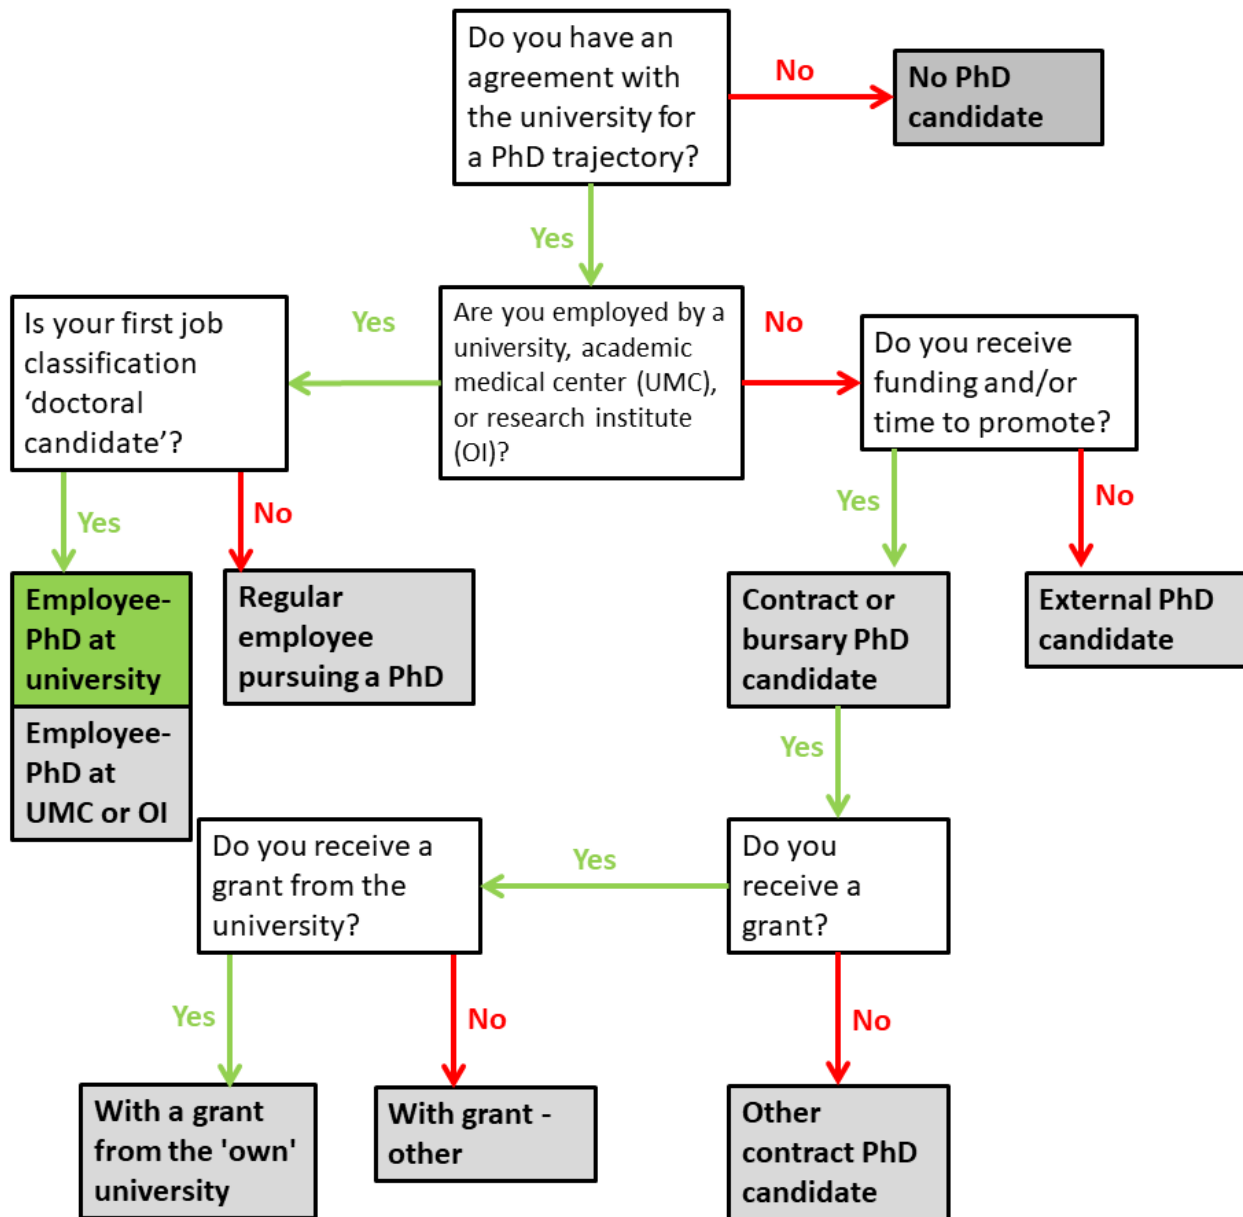 Do you have an
agreement with
the university for
a PhD trajectory?
No
No PhD
candidate
Yes
Is your first job
classification
‘doctoral
candidate’?
Yes
Are you employed by a
university, academic
medical center (UMC),
or research institute
(OI)?
No
Do you receive
funding and/or
time to promote?
Yes
No
Yes
No
Employee-
PhD at
university
Employee-
PhD at
UMC or OI
Regular
employee
pursuing a PhD
Contract or
bursary PhD
candidate
External PhD
candidate
Yes
Do you receive a
grant from the
university?
Yes
Do you
receive a
grant?
Yes
No
No
With a grant
from the 'own'
university
With grant -
other
Other
contract PhD
candidate